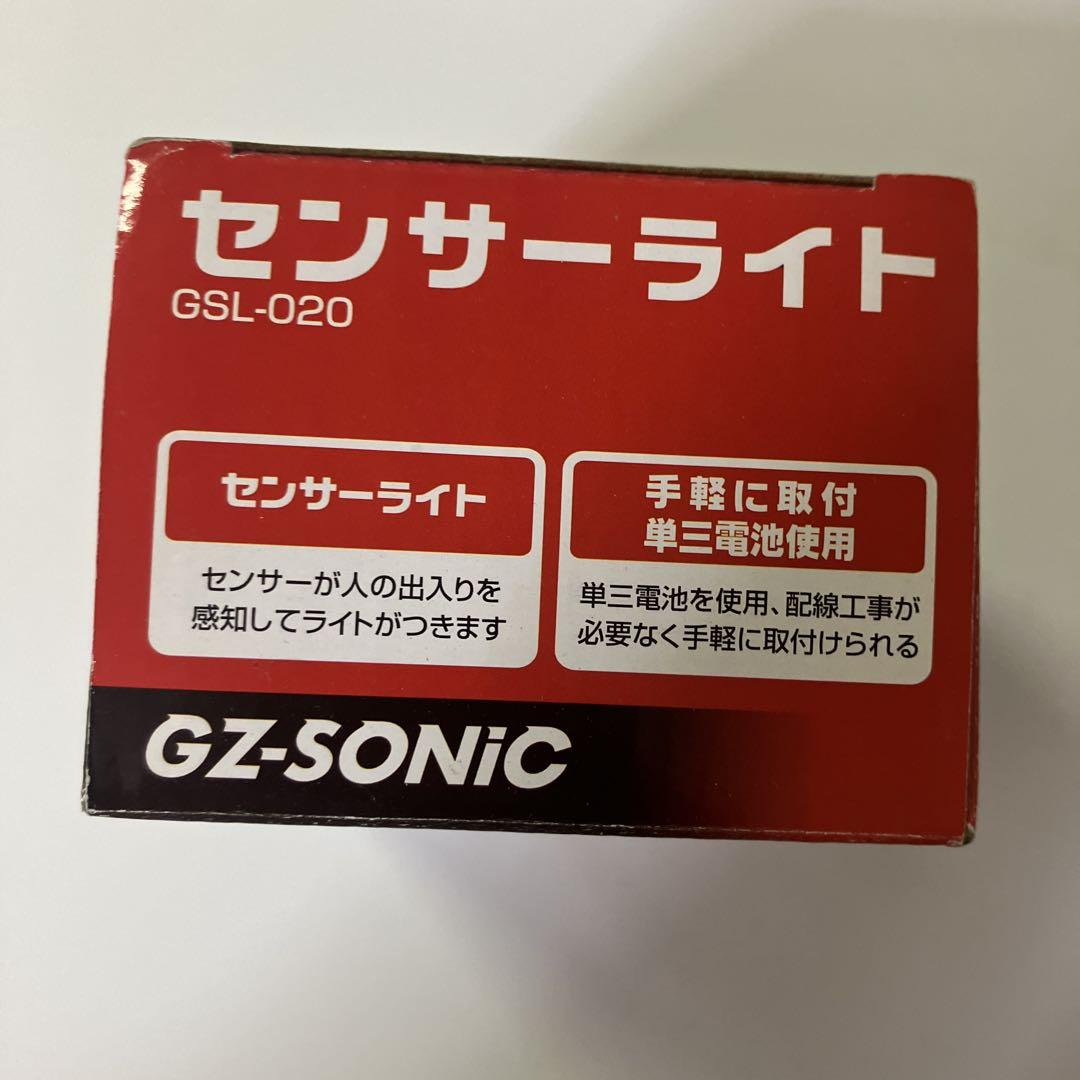 センサーライト
GSL-020
センサーライト
センサーが人の出入りを
感知してライトがつきます
手軽に取付
単三電池使用
単三電池を使用、配線工事が
必要なく手軽に取付けられる
GZ-SONiC